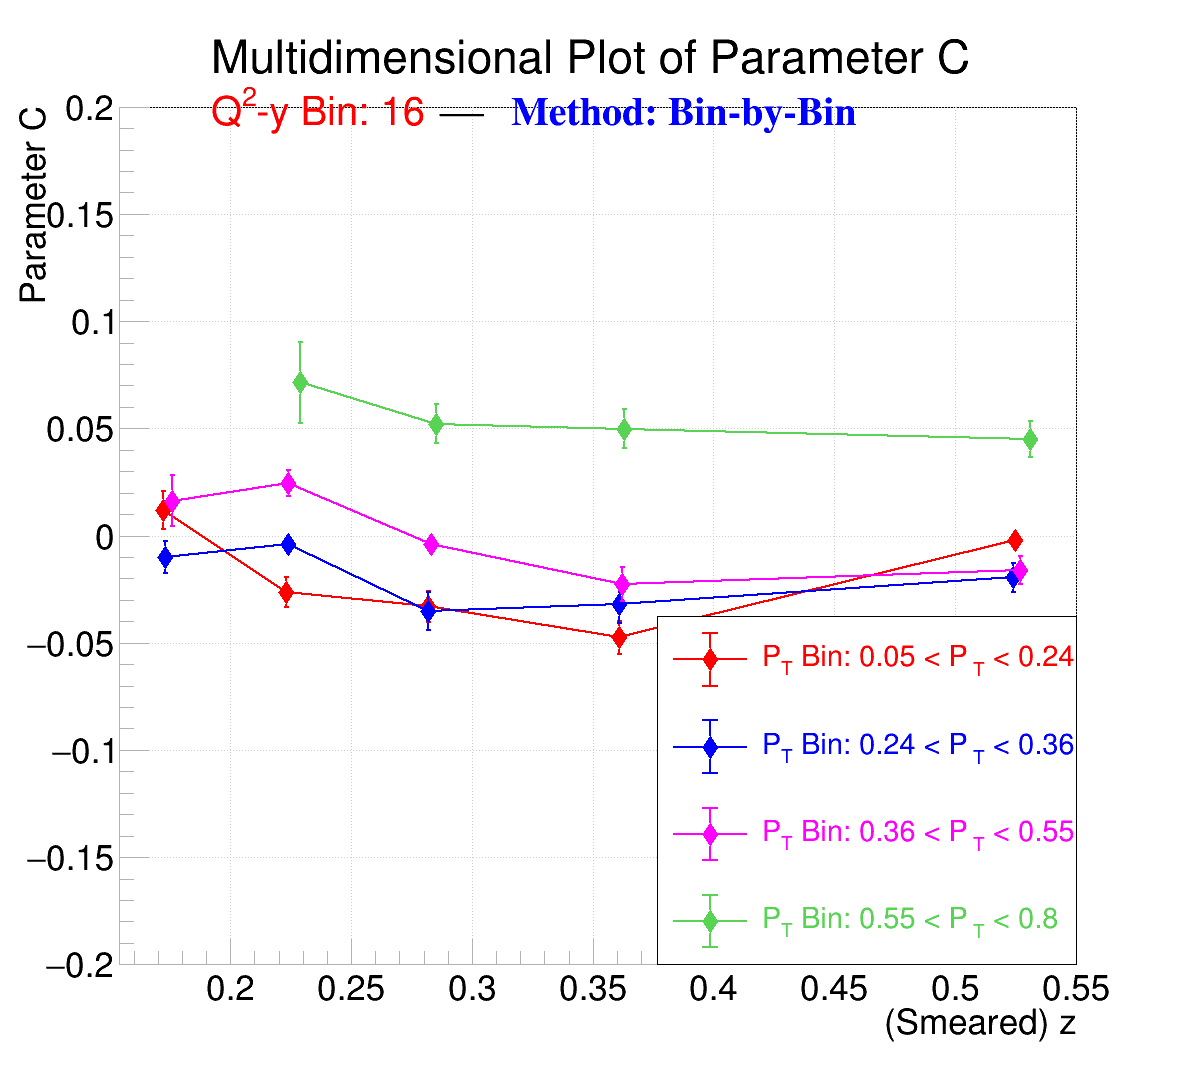 Multidimensional Plot of Parameter C
Q2-y Bin: 16 — Method: Bin-by-Bin
Parameter C
0.2
0.15
0.1
0.05
0
−0.05
−0.1
−0.15
−0.2
PT Bin: 0.05 < PT < 0.24
PT Bin: 0.24 < PT < 0.36
PT Bin: 0.36 < PT < 0.55
PT Bin: 0.55 < PT < 0.8
0.2 0.25 0.3 0.35 0.4 0.45 0.5 0.55
(Smeared) z